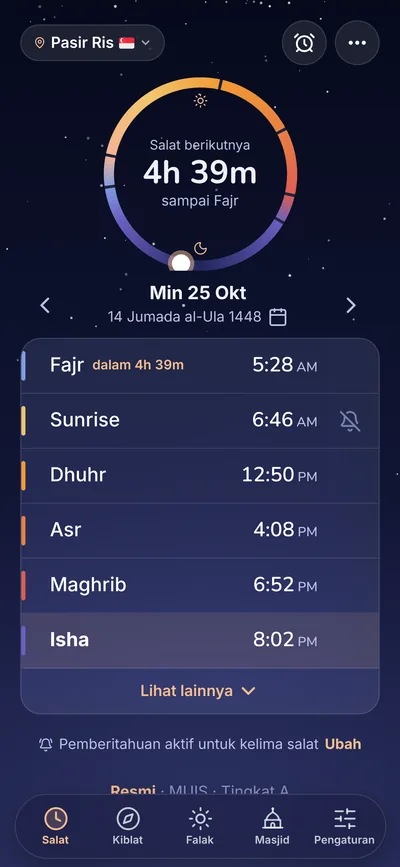 Pasir Ris
Salat berikutnya
4h 39m
sampai Fajr
Min 25 Okt
14 Jumada al-Ula 1448
Fajr dalam 4h 39m 5:28 AM
Sunrise 6:46 AM
Dhuhr 12:50 PM
Asr 4:08 PM
Maghrib 6:52 PM
Isha 8:02 PM
Lihat lainnya
Pemberitahuan aktif untuk kelima salat Ubah
Resmi · MUIS · Tingkat A
Salat Kiblat Falak Masjid Pengaturan